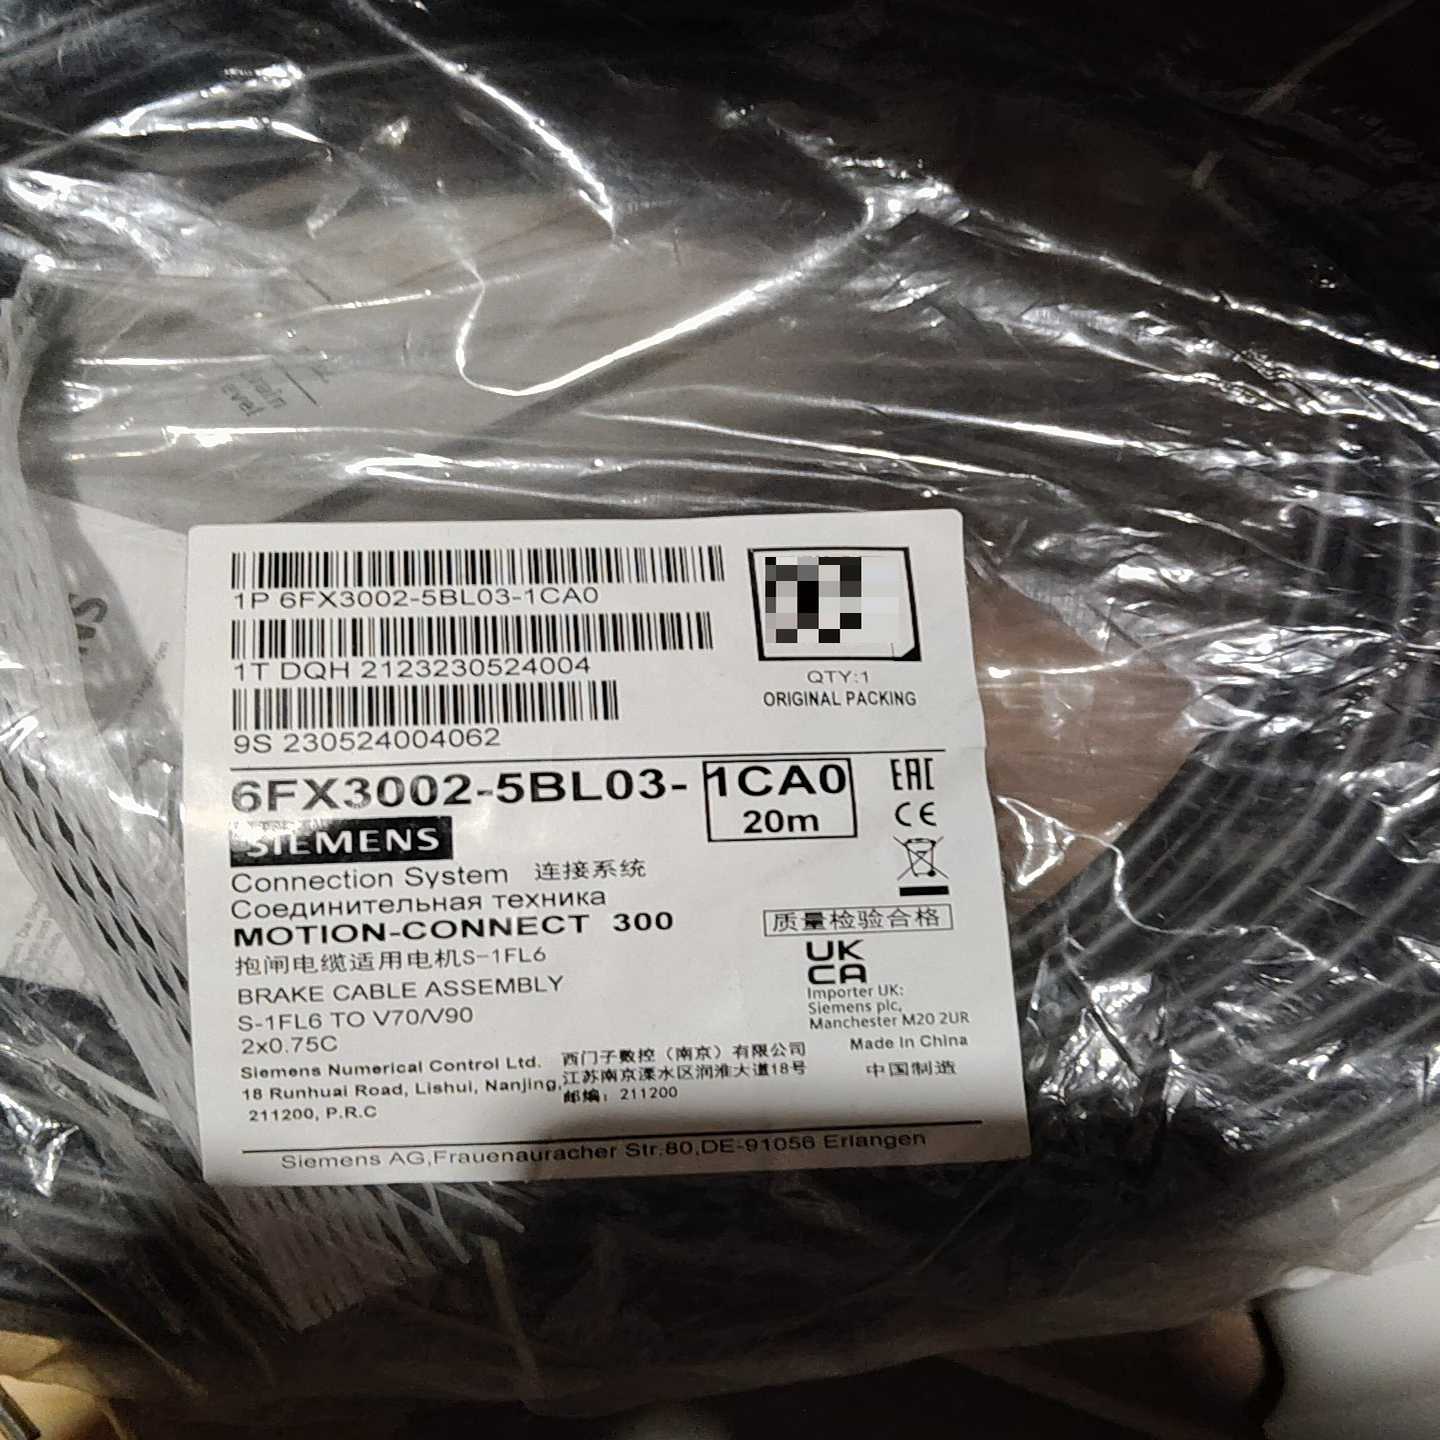 1P 6FX3002-5BL03-1CA0
1T DQH 2123230524004
9S 230524004062
QTY:1
ORIGINAL PACKING
6FX3002-5BL03-
1CA0
20m
EAC
CE
SIEMENS
Connection System 连接系统
Соединительная техника
MOTION-CONNECT 300
质量检验合格
抱闸电缆适用电机S-1FL6
BRAKE CABLE ASSEMBLY
S-1FL6 TO V70/V90
2x0.75C
UK
CA
Importer UK:
Siemens plc,
Manchester M20 2UR
Made in China
中国制造
Siemens Numerical Control Ltd.
18 Runhuai Road, Lishui, Nanjing,
211200, P.R.C
西门子数控（南京）有限公司
江苏南京溧水区润淮大道18号
邮编：211200
Siemens AG,Frauenauracher Str.80,DE-91056 Erlangen